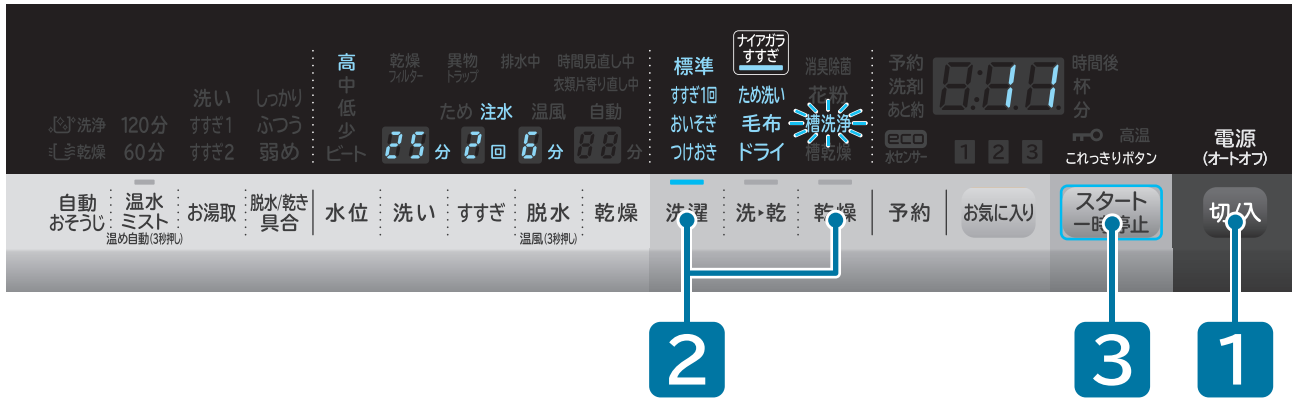 高
中
低
少
ビート
乾燥
フィルター
異物
トラップ
排水中
時間見直し中
衣類片寄り直し中
洗い
しっかり
洗浄
120分
すすぎ1
ふつう
乾燥
60分
すすぎ2
弱め
ため
注水
温風
自動
25分
2回
6分
88分
標準
ナイアガラ
すすぎ
消臭除菌
すすぎ1回
ため洗い
花粉
おいそぎ
毛布
槽洗浄
つけおき
ドライ
槽乾燥
予約
洗剤
あと約
11
時間後
杯
分
eco
水センサー
1 2 3
高温
これっきりボタン
電源
(オートオフ)
自動
おそうじ
温水
ミスト
温め自動(3秒押し)
お湯取
脱水/乾き
具合
水位
洗い
すすぎ
脱水
温風(3秒押し)
乾燥
洗濯
洗・乾
乾燥
予約
お気に入り
スタート
一時停止
切/入
2
3
1